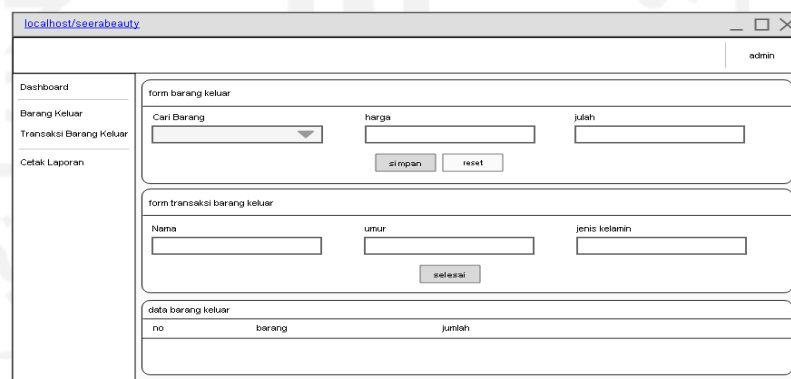 localhost/seerabeauty
admin
Dashboard
Barang Keluar
Transaksi Barang Keluar
Cetak Laporan
form barang keluar
Cari Barang harga julah
simpan reset
form transaksi barang keluar
Nama umur jenis kelamin
selesai
data barang keluar
no barang jumlah